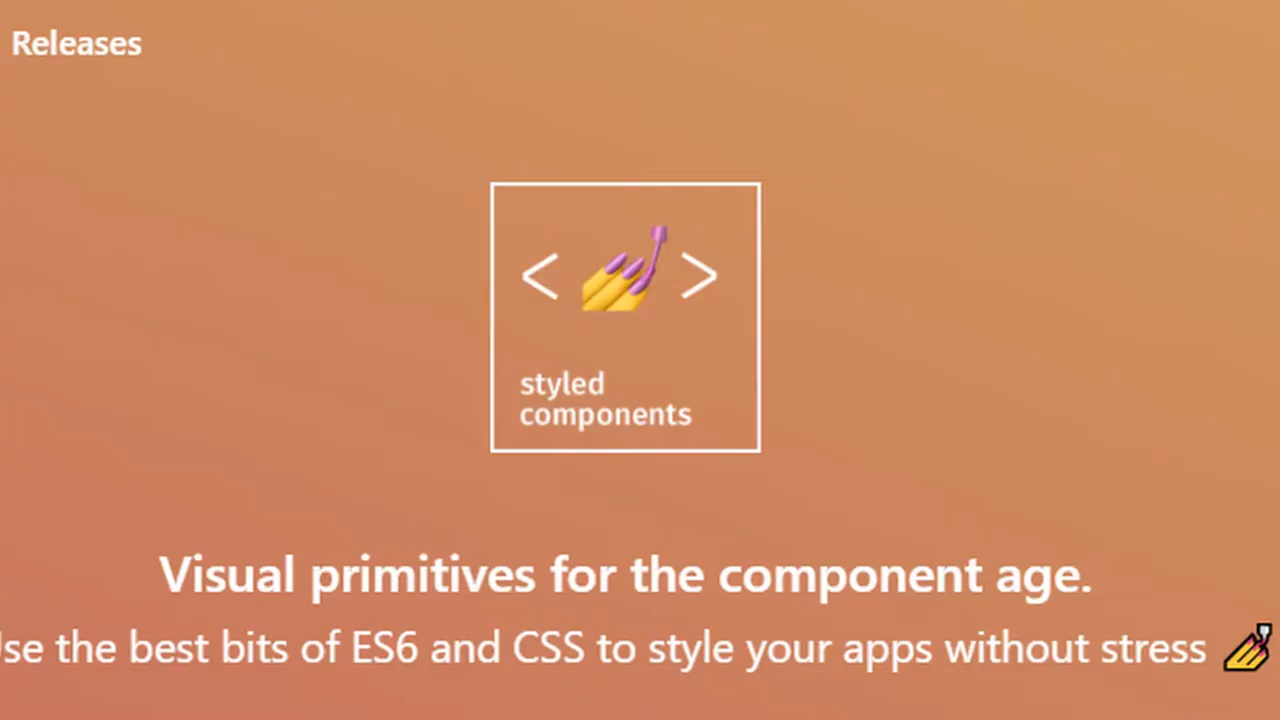 Releases
< 💅 >
styled
components
Visual primitives for the component age.
se the best bits of ES6 and CSS to style your apps without stress 💅